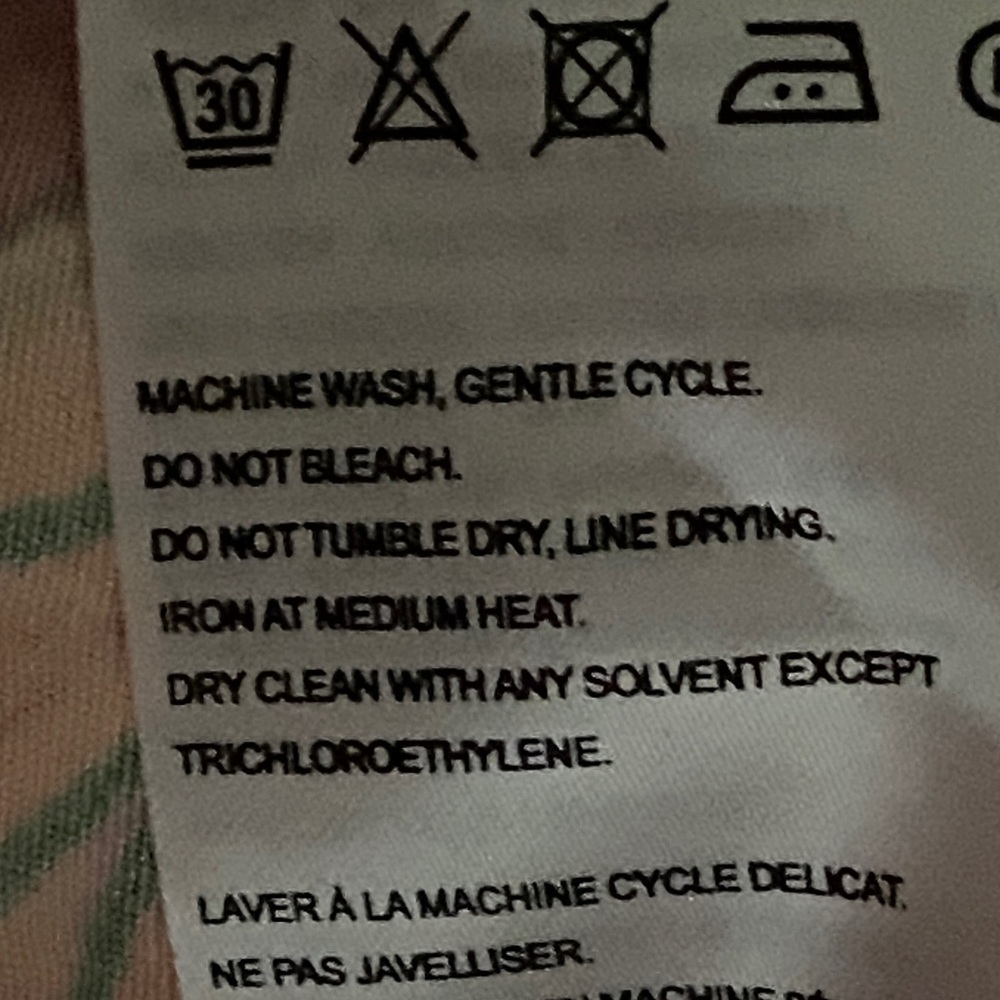 30
MACHINE WASH, GENTLE CYCLE.
DO NOT BLEACH.
DO NOT TUMBLE DRY, LINE DRYING.
IRON AT MEDIUM HEAT.
DRY CLEAN WITH ANY SOLVENT EXCEPT
TRICHLOROETHYLENE.
LAVER À LA MACHINE CYCLE DELICAT.
NE PAS JAVELLISER.
MACHINE